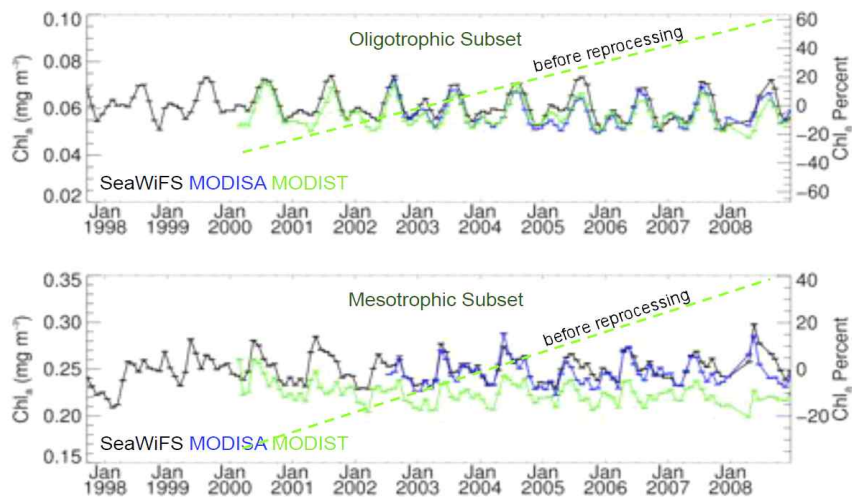 0.10
0.08
0.06
0.04
0.02
Chlₐ (mg m⁻³)
Oligotrophic Subset
before reprocessing
60
40
20
0
−20
−40
−60
Chlₐ Percent
SeaWiFS MODISA MODIST
Jan Jan Jan Jan Jan Jan Jan Jan Jan Jan Jan
1998 1999 2000 2001 2002 2003 2004 2005 2006 2007 2008
0.35
0.30
0.25
0.20
0.15
Chlₐ (mg m⁻³)
Mesotrophic Subset
before reprocessing
40
20
0
−20
Chlₐ Percent
SeaWiFS MODISA MODIST
Jan Jan Jan Jan Jan Jan Jan Jan Jan Jan Jan
1998 1999 2000 2001 2002 2003 2004 2005 2006 2007 2008